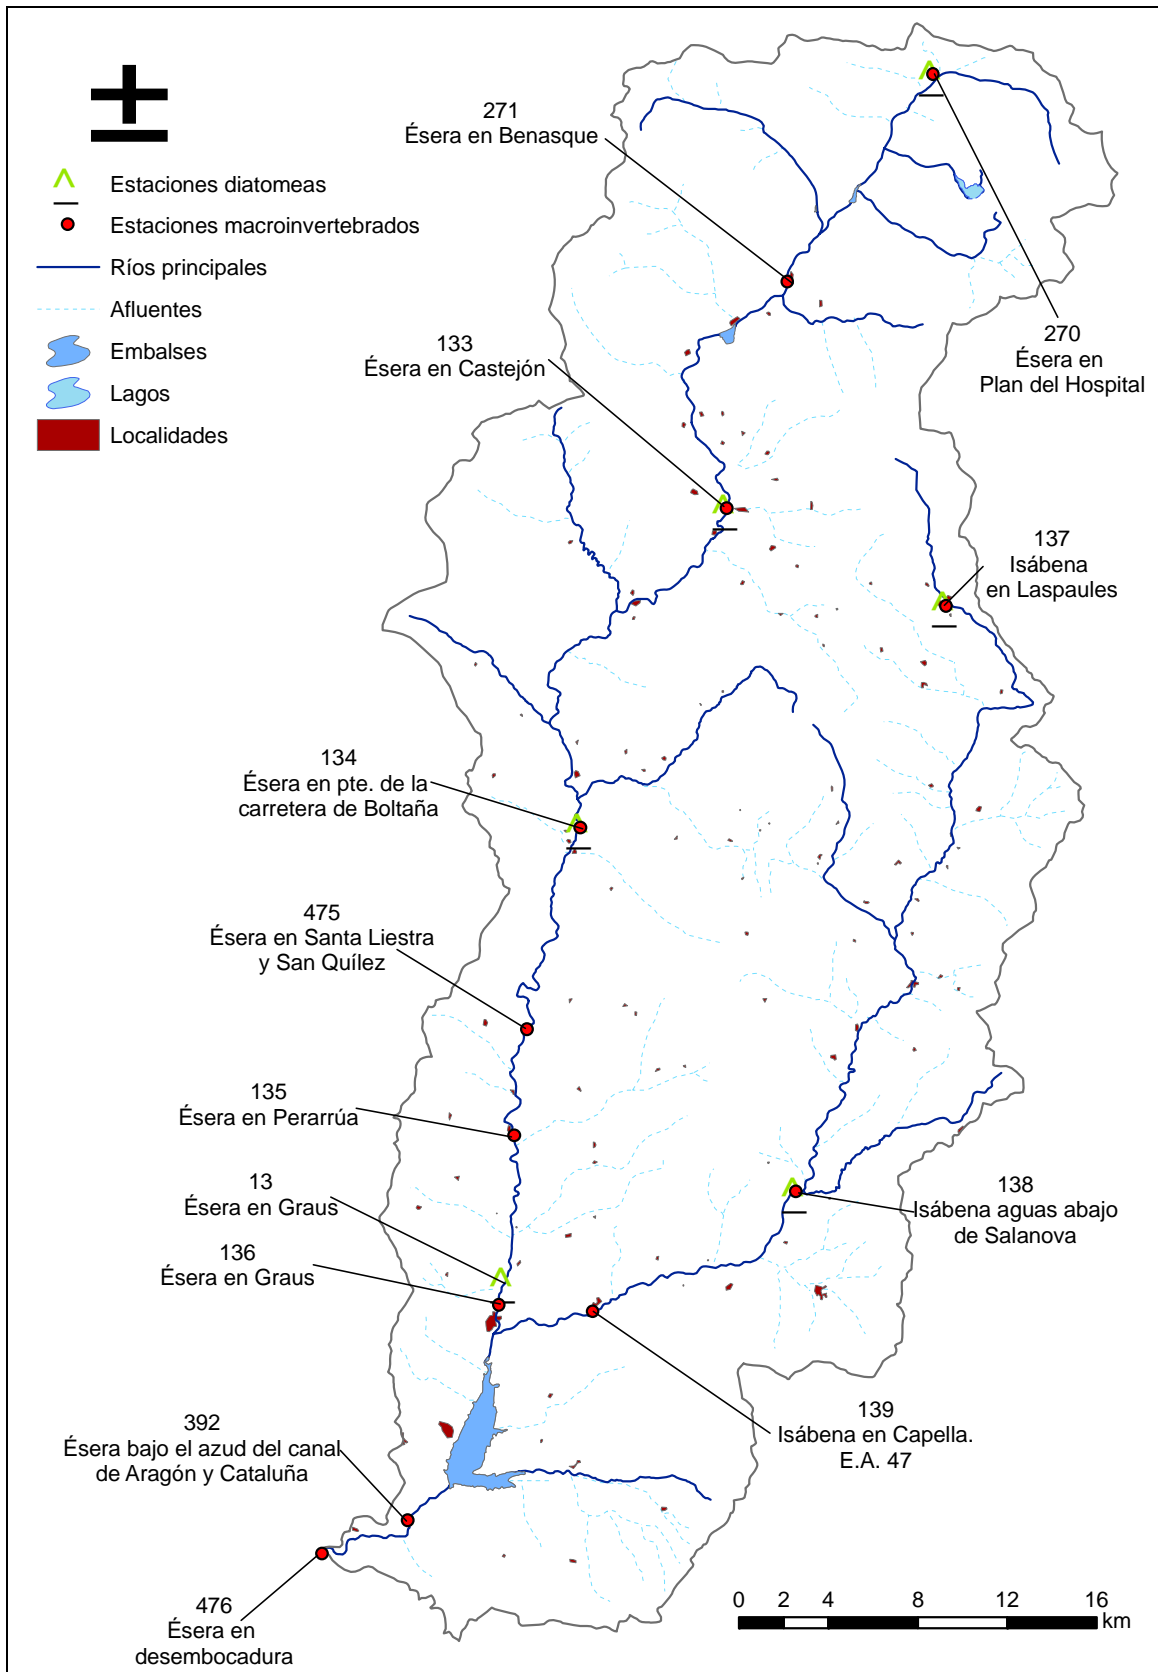 Estaciones diatomeas
Estaciones macroinvertebrados
Ríos principales
Afluentes
Embalses
Lagos
Localidades
271
Ésera en Benasque
270
Ésera en
Plan del Hospital
133
Ésera en Castejón
137
Isábena
en Laspaules
134
Ésera en pte. de la
carretera de Boltaña
475
Ésera en Santa Liestra
y San Quílez
135
Ésera en Perarrúa
13
Ésera en Graus
136
Ésera en Graus
138
Isábena aguas abajo
de Salanova
139
Isábena en Capella.
E.A. 47
392
Ésera bajo el azud del canal
de Aragón y Cataluña
476
Ésera en
desembocadura
0 2 4 8 12 16
km